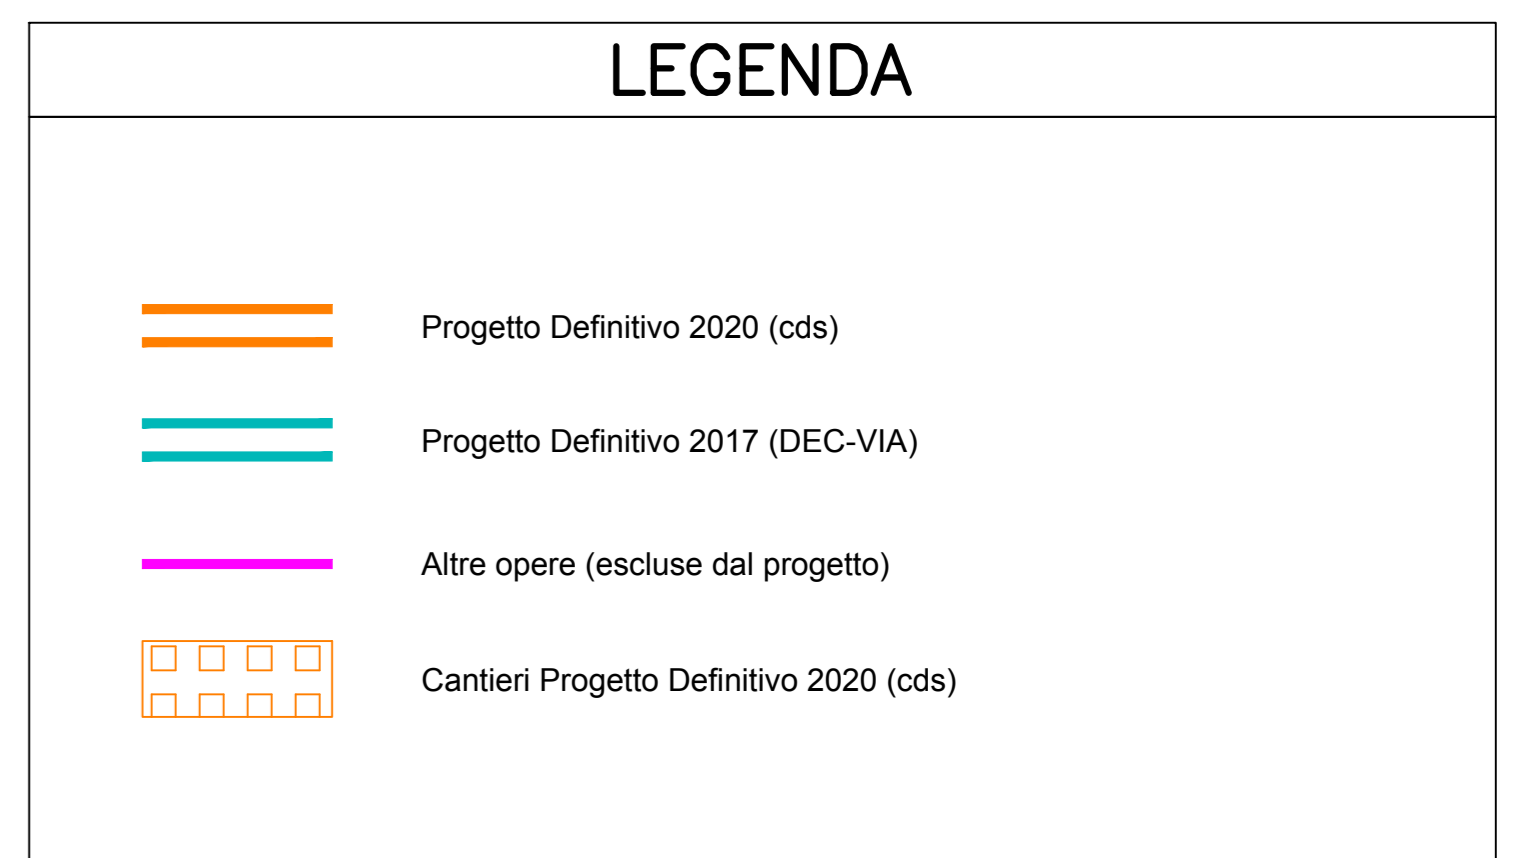 LEGENDA
Progetto Definitivo 2020 (cds)
Progetto Definitivo 2017 (DEC-VIA)
Altre opere (escluse dal progetto)
Cantieri Progetto Definitivo 2020 (cds)